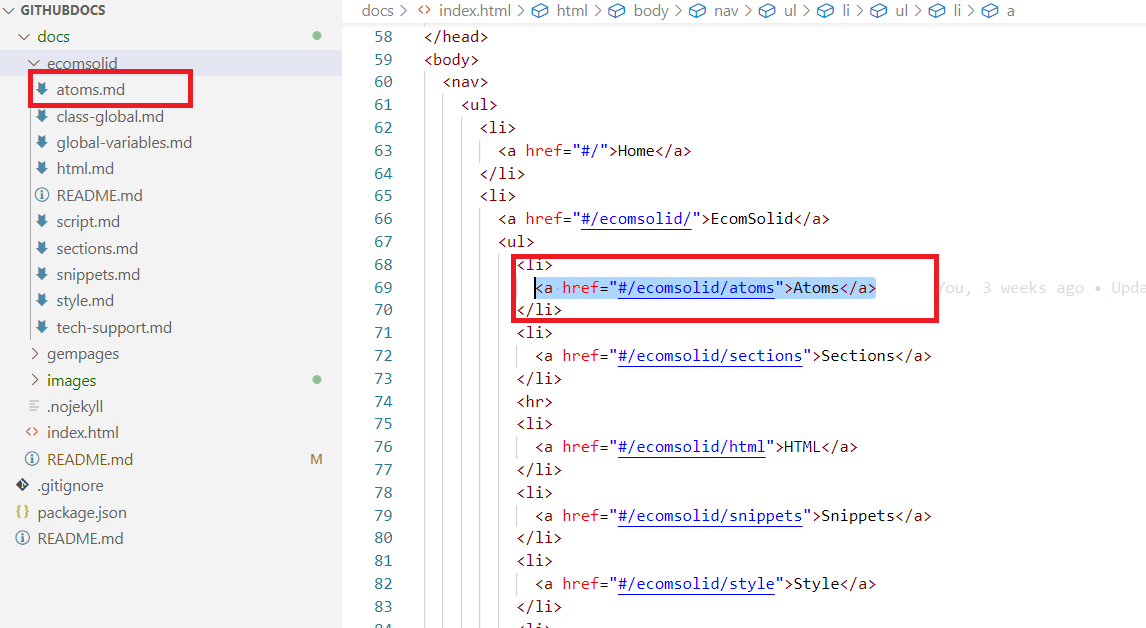 GITHUBDOCS
docs
ecomsolid
atoms.md
class-global.md
global-variables.md
html.md
README.md
script.md
sections.md
snippets.md
style.md
tech-support.md
gempages
images
.nojekyll
index.html
README.md M
.gitignore
package.json
README.md
docs > <> index.html > html > body > nav > ul > li > ul > li > a
58 </head>
59 <body>
60 <nav>
61 <ul>
62 <li>
63 <a href="#/">Home</a>
64 </li>
65 <li>
66 <a href="#/ecomsolid/">EcomSolid</a>
67 <ul>
68 <li>
69 <a href="#/ecomsolid/atoms">Atoms</a> You, 3 weeks ago • Upda
70 </li>
71 <li>
72 <a href="#/ecomsolid/sections">Sections</a>
73 </li>
74 <hr>
75 <li>
76 <a href="#/ecomsolid/html">HTML</a>
77 </li>
78 <li>
79 <a href="#/ecomsolid/snippets">Snippets</a>
80 </li>
81 <li>
82 <a href="#/ecomsolid/style">Style</a>
83 </li>